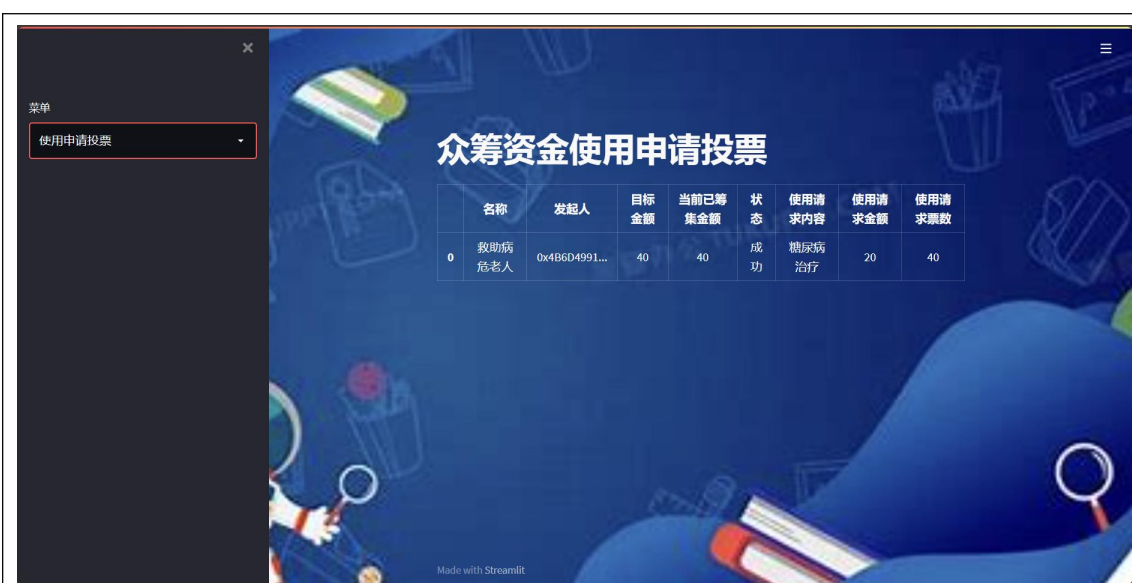 ×
≡
菜单
使用申请投票
众筹资金使用申请投票
名称 发起人 目标金额 当前已筹集金额 状态 使用请求内容 使用请求金额 使用请求票数
0 救助病危老人 0x4B6D4991... 40 40 成功 糖尿病治疗 20 40
Made with Streamlit